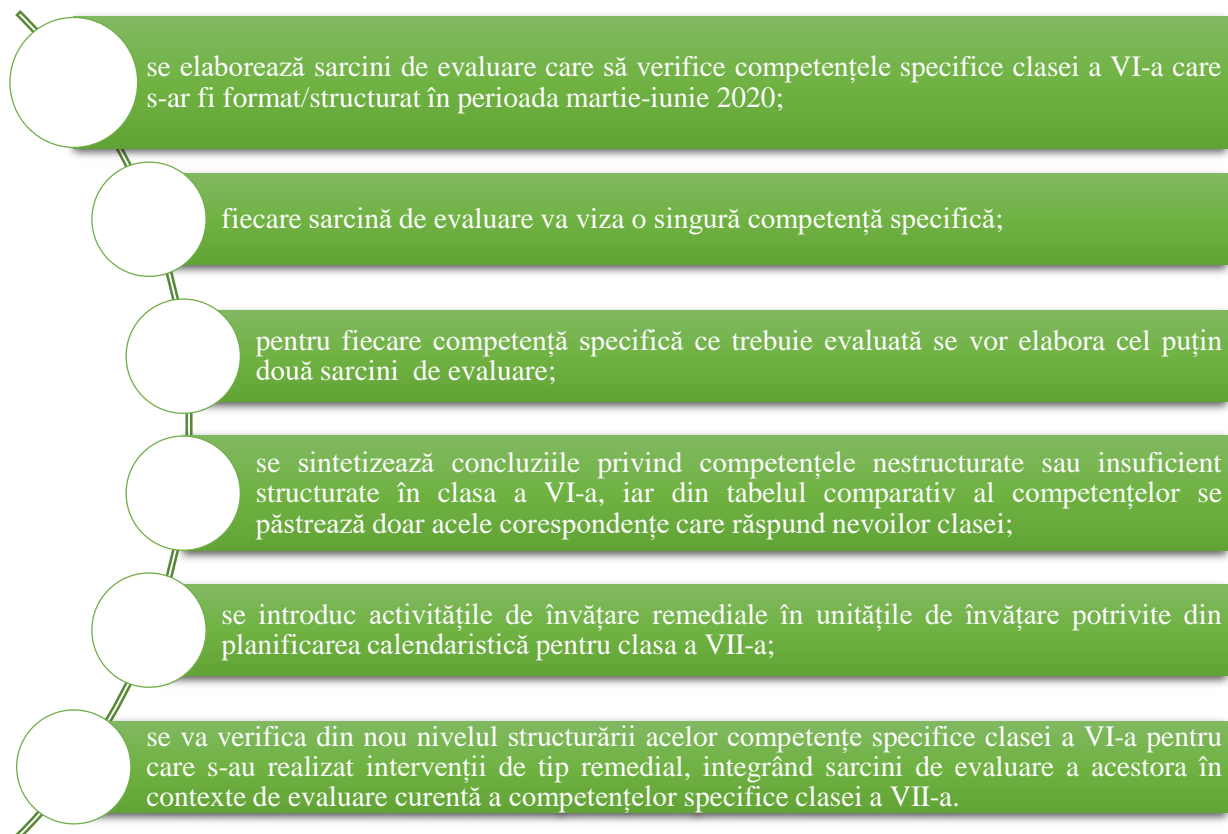 se elaborează sarcini de evaluare care să verifice competențele specifice clasei a VI-a care
s-ar fi format/structurat în perioada martie-iunie 2020;
fiecare sarcină de evaluare va viza o singură competență specifică;
pentru fiecare competență specifică ce trebuie evaluată se vor elabora cel puțin
două sarcini de evaluare;
se sintetizează concluziile privind competențele nestructurate sau insuficient
structurate în clasa a VI-a, iar din tabelul comparativ al competențelor se
păstrează doar acele corespondențe care răspund nevoilor clasei;
se introduc activitățile de învățare remediale în unitățile de învățare potrivite din
planificarea calendaristică pentru clasa a VII-a;
se va verifica din nou nivelul structurării acelor competențe specifice clasei a VI-a pentru
care s-au realizat intervenții de tip remedial, integrând sarcini de evaluare a acestora în
contexte de evaluare curentă a competențelor specifice clasei a VII-a.